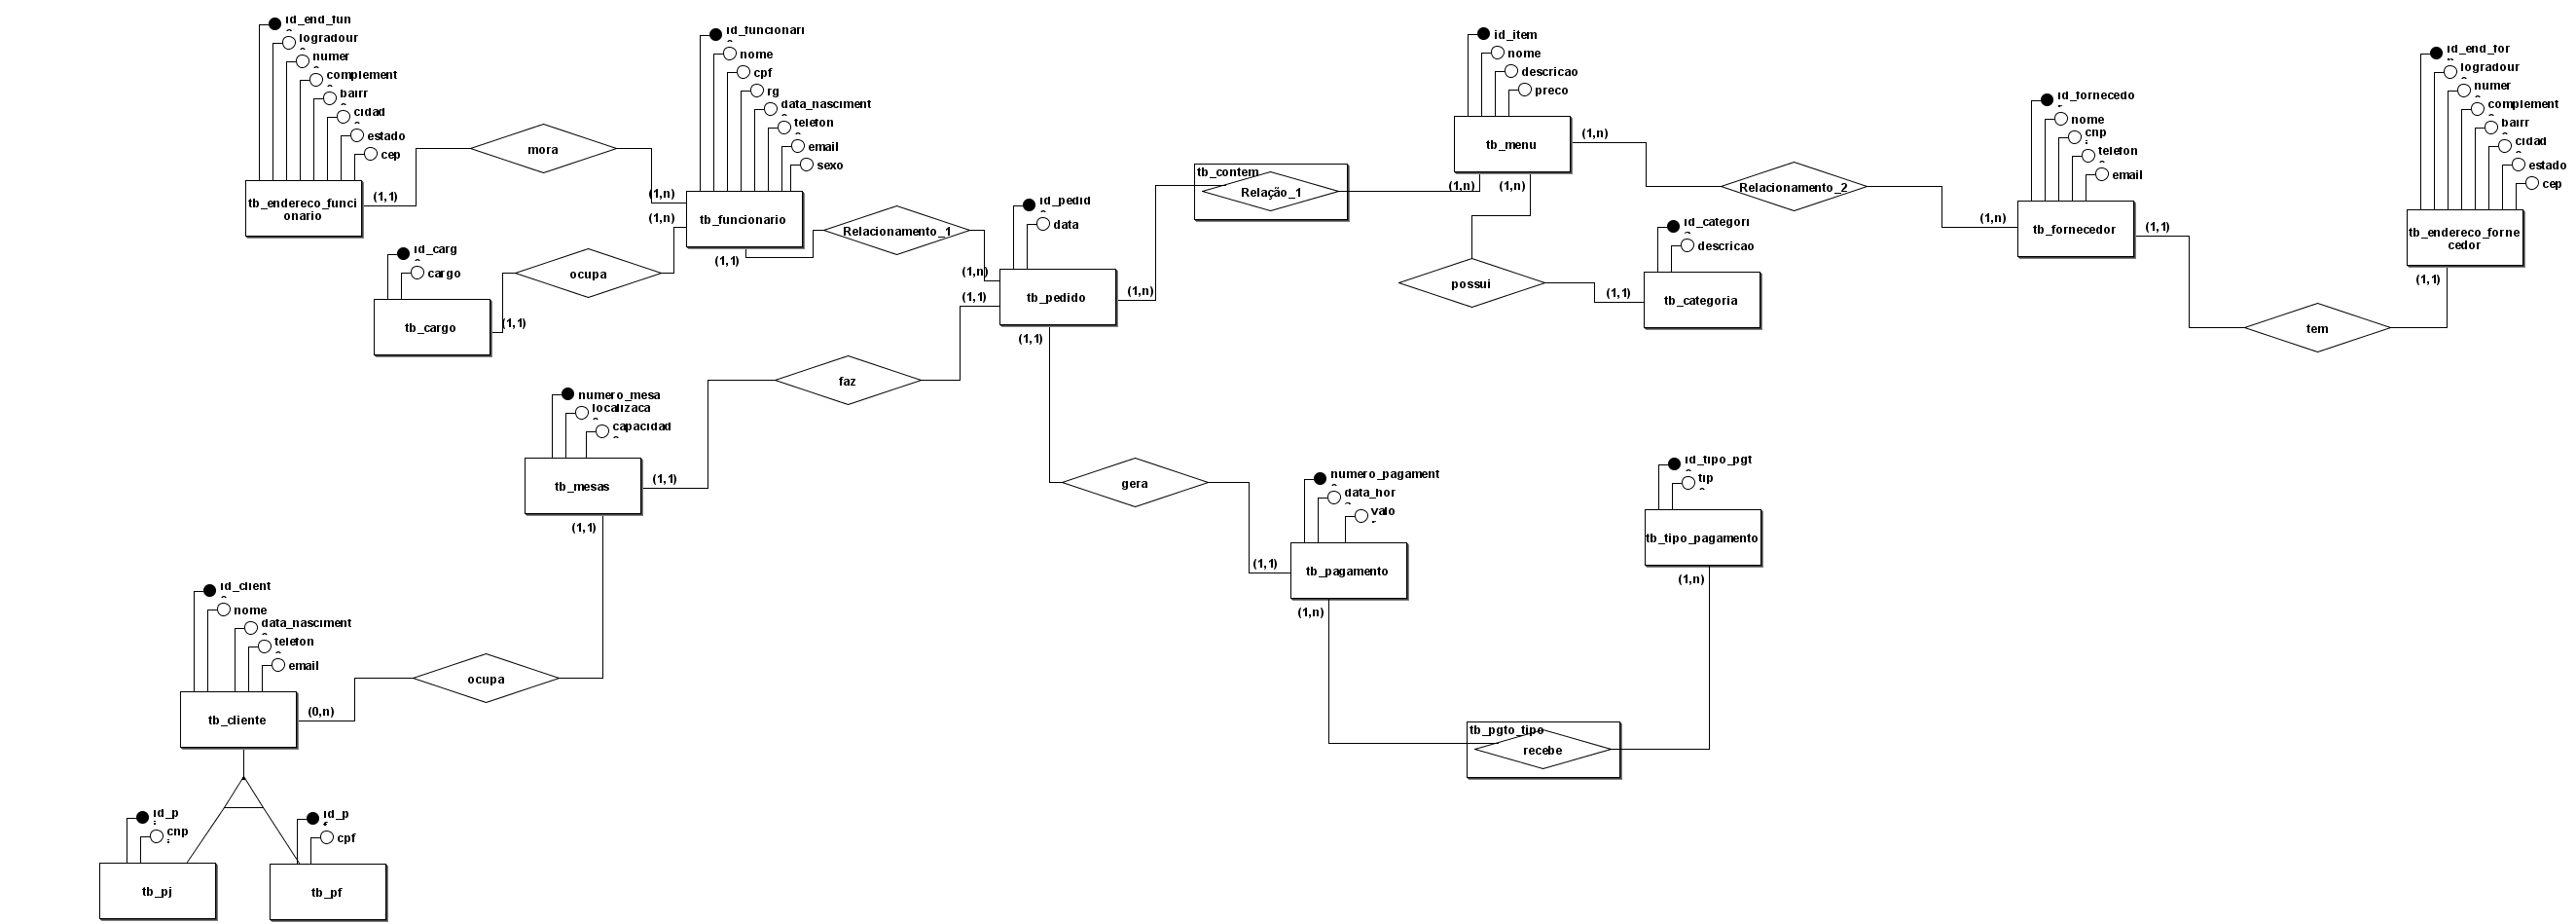 id_end_fun
logradour
numer
complement
bairr
cidad
estado
cep
tb_endereco_funci
onario
(1,1)
mora
(1,n)
id_funcionari
nome
cpf
rg
data_nasciment
telefon
email
sexo
tb_funcionario
(1,n)
(1,1)
id_carg
cargo
tb_cargo
(1,1)
ocupa
Relacionamento_1
(1,n)
id_pedid
data
tb_pedido
(1,1)
(1,n)
(1,1)
tb_contem
Relação_1
(1,n)
(1,n)
id_item
nome
descricao
preco
tb_menu
(1,n)
possui
(1,1)
id_categori
descricao
tb_categoria
Relacionamento_2
(1,n)
id_fornecedo
nome
cnp
telefon
email
tb_fornecedor
(1,1)
tem
(1,1)
id_end_for
logradour
numer
complement
bairr
cidad
estado
cep
tb_endereco_forne
cedor
faz
numero_mesa
localizaca
capacidad
tb_mesas
(1,1)
(1,1)
gera
(1,1)
numero_pagament
data_hor
valo
tb_pagamento
(1,n)
id_tipo_pgt
tip
tb_tipo_pagamento
(1,n)
tb_pgto_tipo
recebe
id_client
nome
data_nasciment
telefon
email
tb_cliente
(0,n)
ocupa
id_p
cnp
tb_pj
id_p
cpf
tb_pf